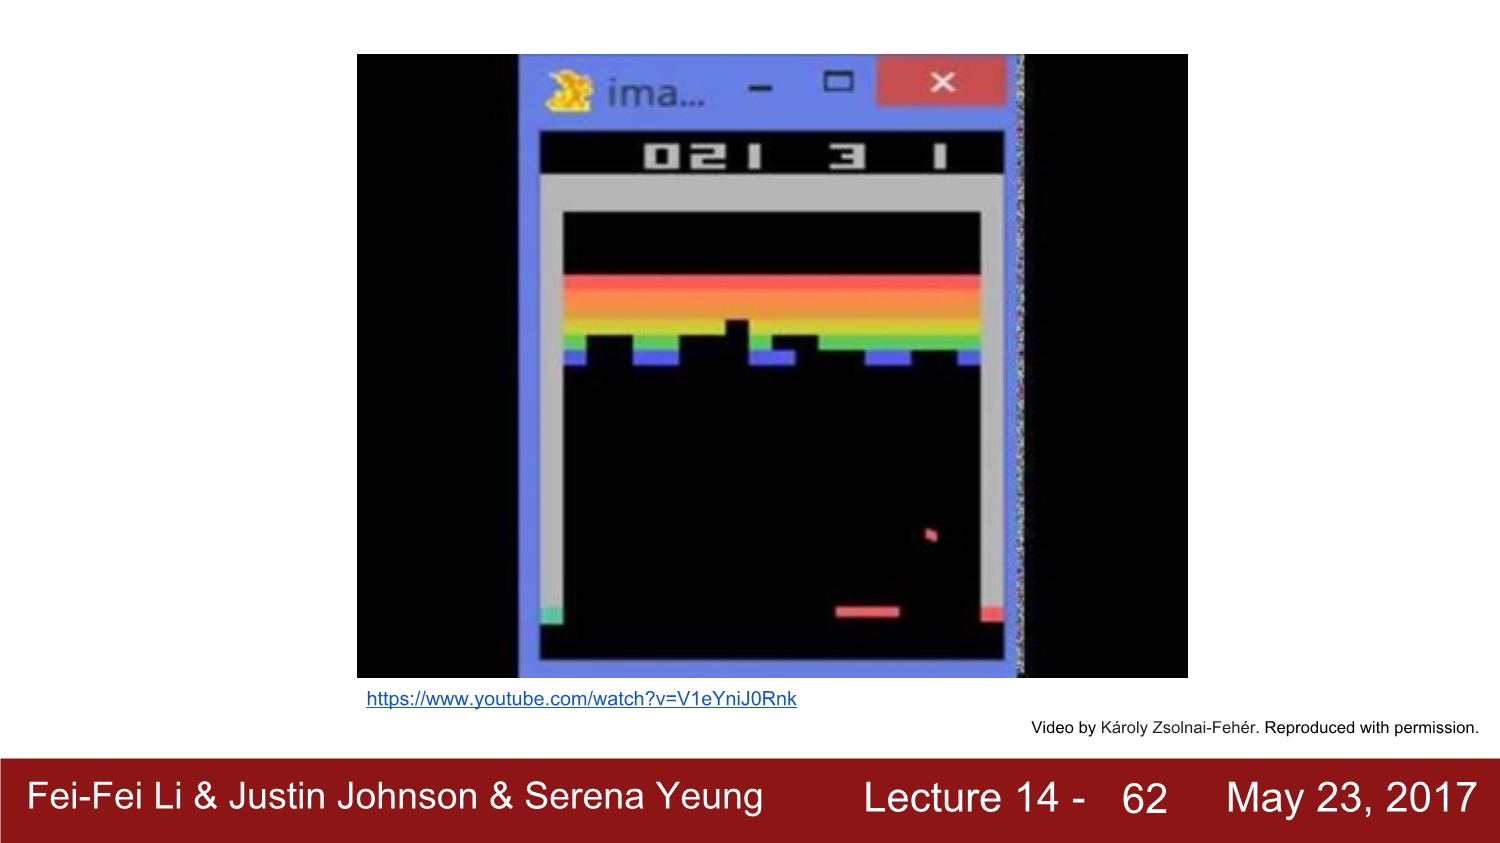 ima...
021 3 1
https://www.youtube.com/watch?v=V1eYniJ0Rnk
Video by Károly Zsolnai-Fehér. Reproduced with permission.
Fei-Fei Li & Justin Johnson & Serena Yeung Lecture 14 - 62 May 23, 2017